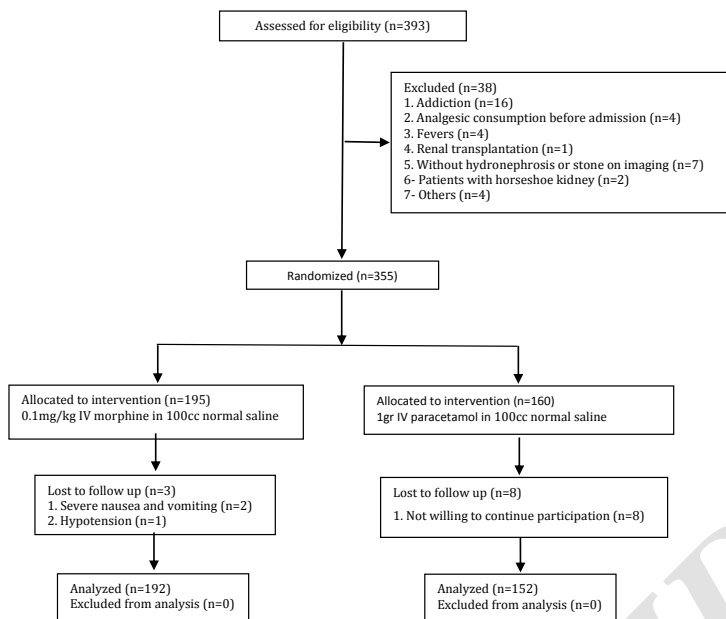 Assessed for eligibility (n=393)
Excluded (n=38)
1. Addiction (n=16)
2. Analgesic consumption before admission (n=4)
3. Fevers (n=4)
4. Renal transplantation (n=1)
5. Without hydronephrosis or stone on imaging (n=7)
6- Patients with horseshoe kidney (n=2)
7- Others (n=4)
Randomized (n=355)
Allocated to intervention (n=195)
0.1mg/kg IV morphine in 100cc normal saline
Allocated to intervention (n=160)
1gr IV paracetamol in 100cc normal saline
Lost to follow up (n=3)
1. Severe nausea and vomiting (n=2)
2. Hypotension (n=1)
Lost to follow up (n=8)
1. Not willing to continue participation (n=8)
Analyzed (n=192)
Excluded from analysis (n=0)
Analyzed (n=152)
Excluded from analysis (n=0)